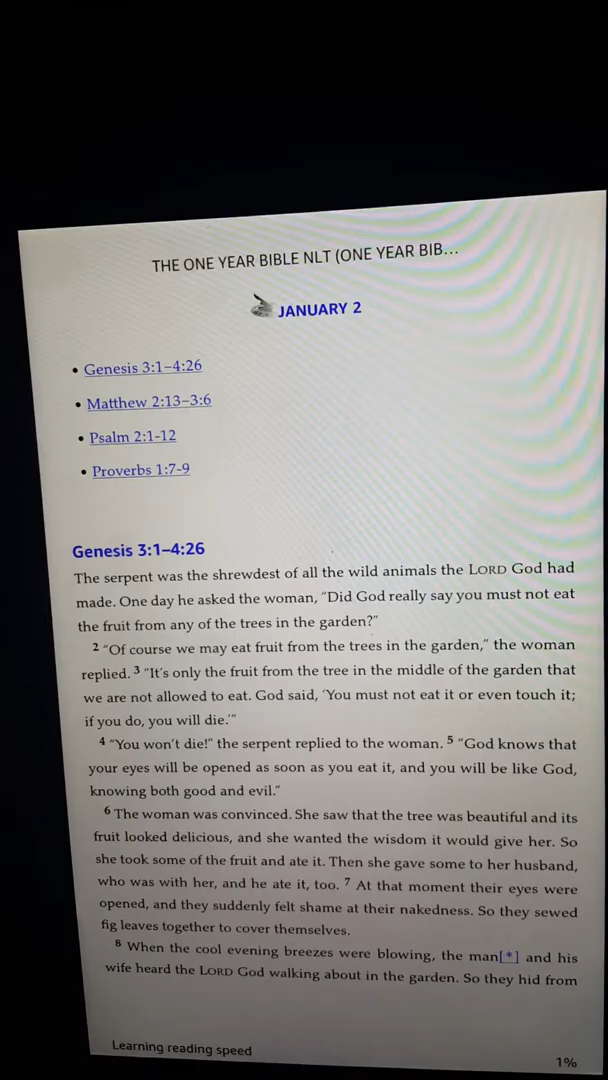 THE ONE YEAR BIBLE NLT (ONE YEAR BIB...
JANUARY 2
• Genesis 3:1–4:26
• Matthew 2:13–3:6
• Psalm 2:1-12
• Proverbs 1:7-9
Genesis 3:1–4:26
The serpent was the shrewdest of all the wild animals the LORD God had
made. One day he asked the woman, “Did God really say you must not eat
the fruit from any of the trees in the garden?”
2 “Of course we may eat fruit from the trees in the garden,” the woman
replied. 3 “It’s only the fruit from the tree in the middle of the garden that
we are not allowed to eat. God said, ‘You must not eat it or even touch it;
if you do, you will die.’”
4 “You won’t die!” the serpent replied to the woman. 5 “God knows that
your eyes will be opened as soon as you eat it, and you will be like God,
knowing both good and evil.”
6 The woman was convinced. She saw that the tree was beautiful and its
fruit looked delicious, and she wanted the wisdom it would give her. So
she took some of the fruit and ate it. Then she gave some to her husband,
who was with her, and he ate it, too. 7 At that moment their eyes were
opened, and they suddenly felt shame at their nakedness. So they sewed
fig leaves together to cover themselves.
8 When the cool evening breezes were blowing, the man[*] and his
wife heard the LORD God walking about in the garden. So they hid from
Learning reading speed
1%